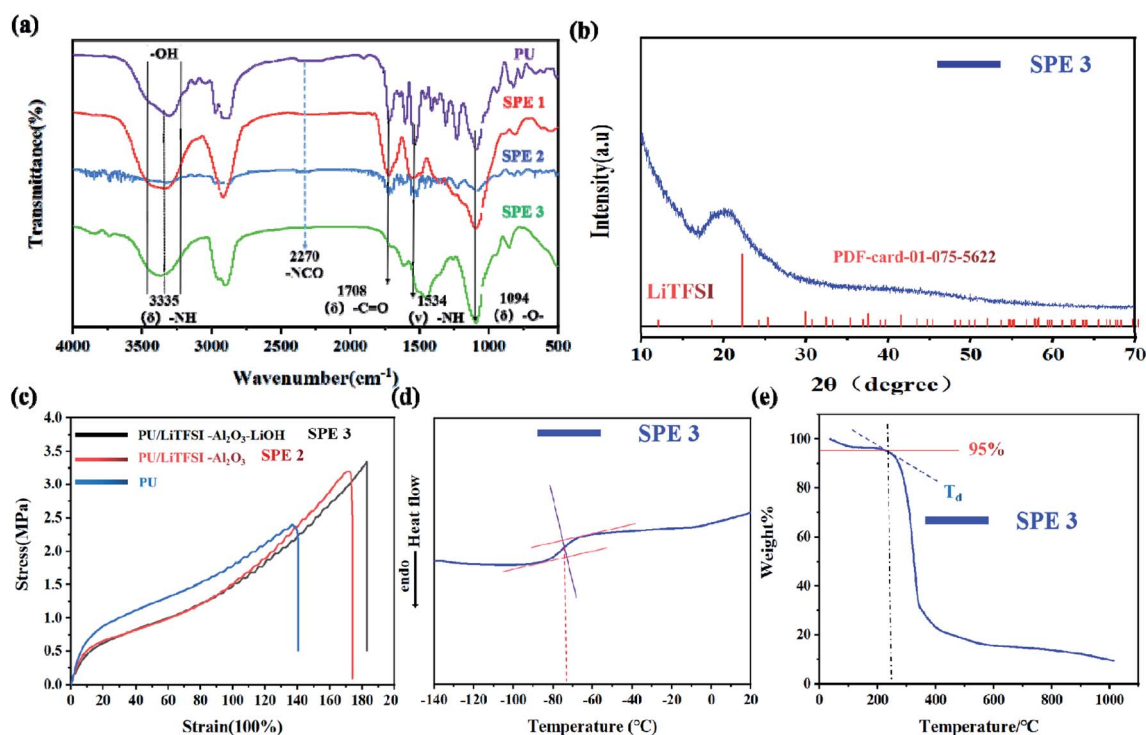 (a)
-OH
PU
SPE 1
SPE 2
SPE 3
2270
-NCO
3335
(δ) -NH
1708
(δ) -C=O
1534
(ν) -NH
1094
(δ) -O-
Transmittance(%)
4000 3500 3000 2500 2000 1500 1000 500
Wavenumber(cm⁻¹)
(b)
SPE 3
PDF-card-01-075-5622
LiTFSI
Intensity(a.u)
10 20 30 40 50 60 70
2θ（degree）
(c)
4.0
3.5
3.0
2.5
2.0
1.5
1.0
0.5
0.0
PU/LiTFSI -Al₂O₃-LiOH SPE 3
PU/LiTFSI -Al₂O₃ SPE 2
PU
Stress(MPa)
0 20 40 60 80 100 120 140 160 180 20
Strain(100%)
(d)
SPE 3
Heat flow
endo
-140 -120 -100 -80 -60 -40 -20 0 20
Temperature (°C)
(e)
100
80
60
40
20
0
95%
T_d
SPE 3
Weight%
0 200 400 600 800 1000
Temperature/°C